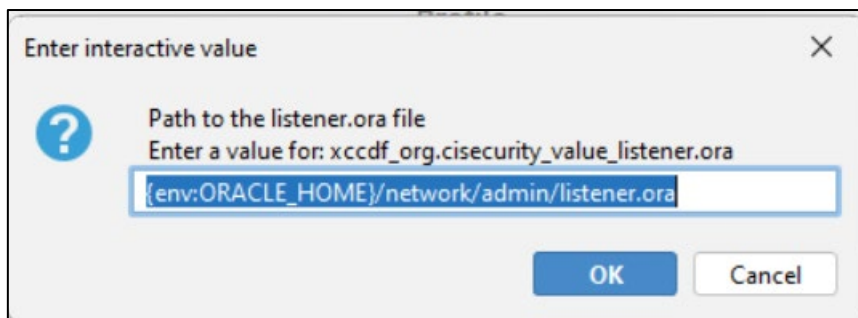 Enter interactive value
Path to the listener.ora file
Enter a value for: xccdf_org.cisecurity_value_listener.ora
{env:ORACLE_HOME}/network/admin/listener.ora
OK Cancel